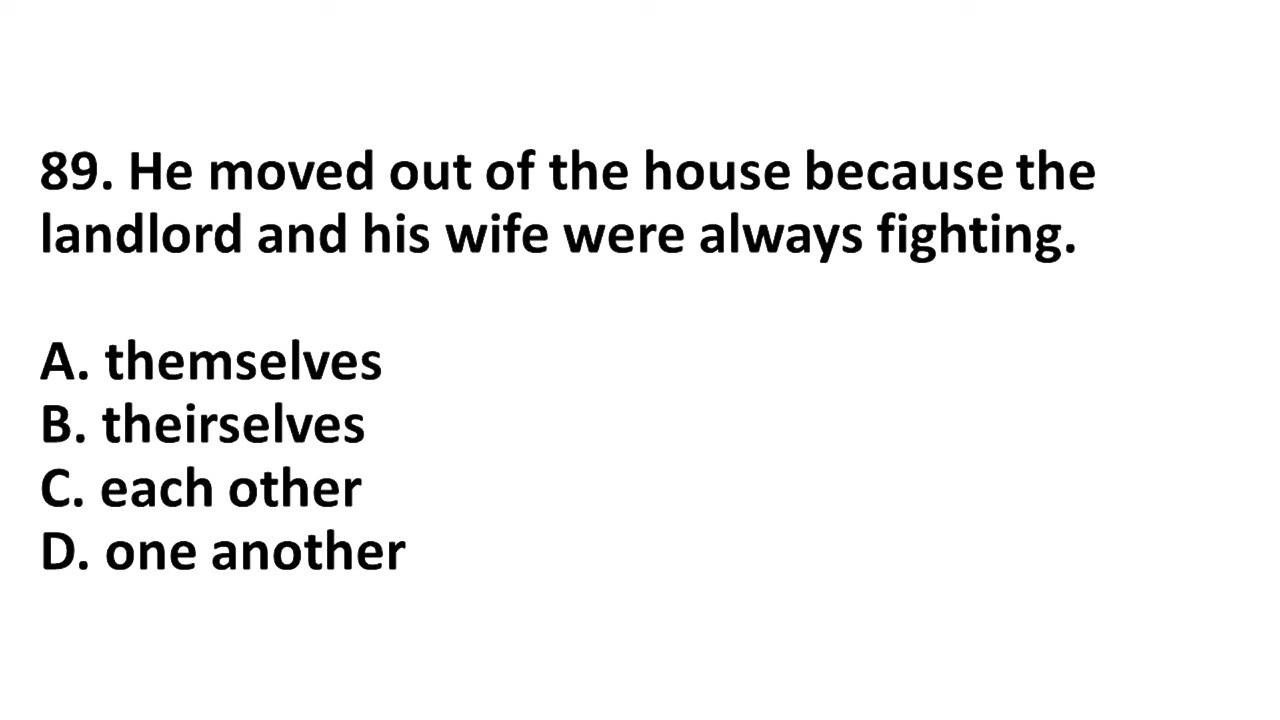 89. He moved out of the house because the
landlord and his wife were always fighting.
A. themselves
B. theirselves
C. each other
D. one another